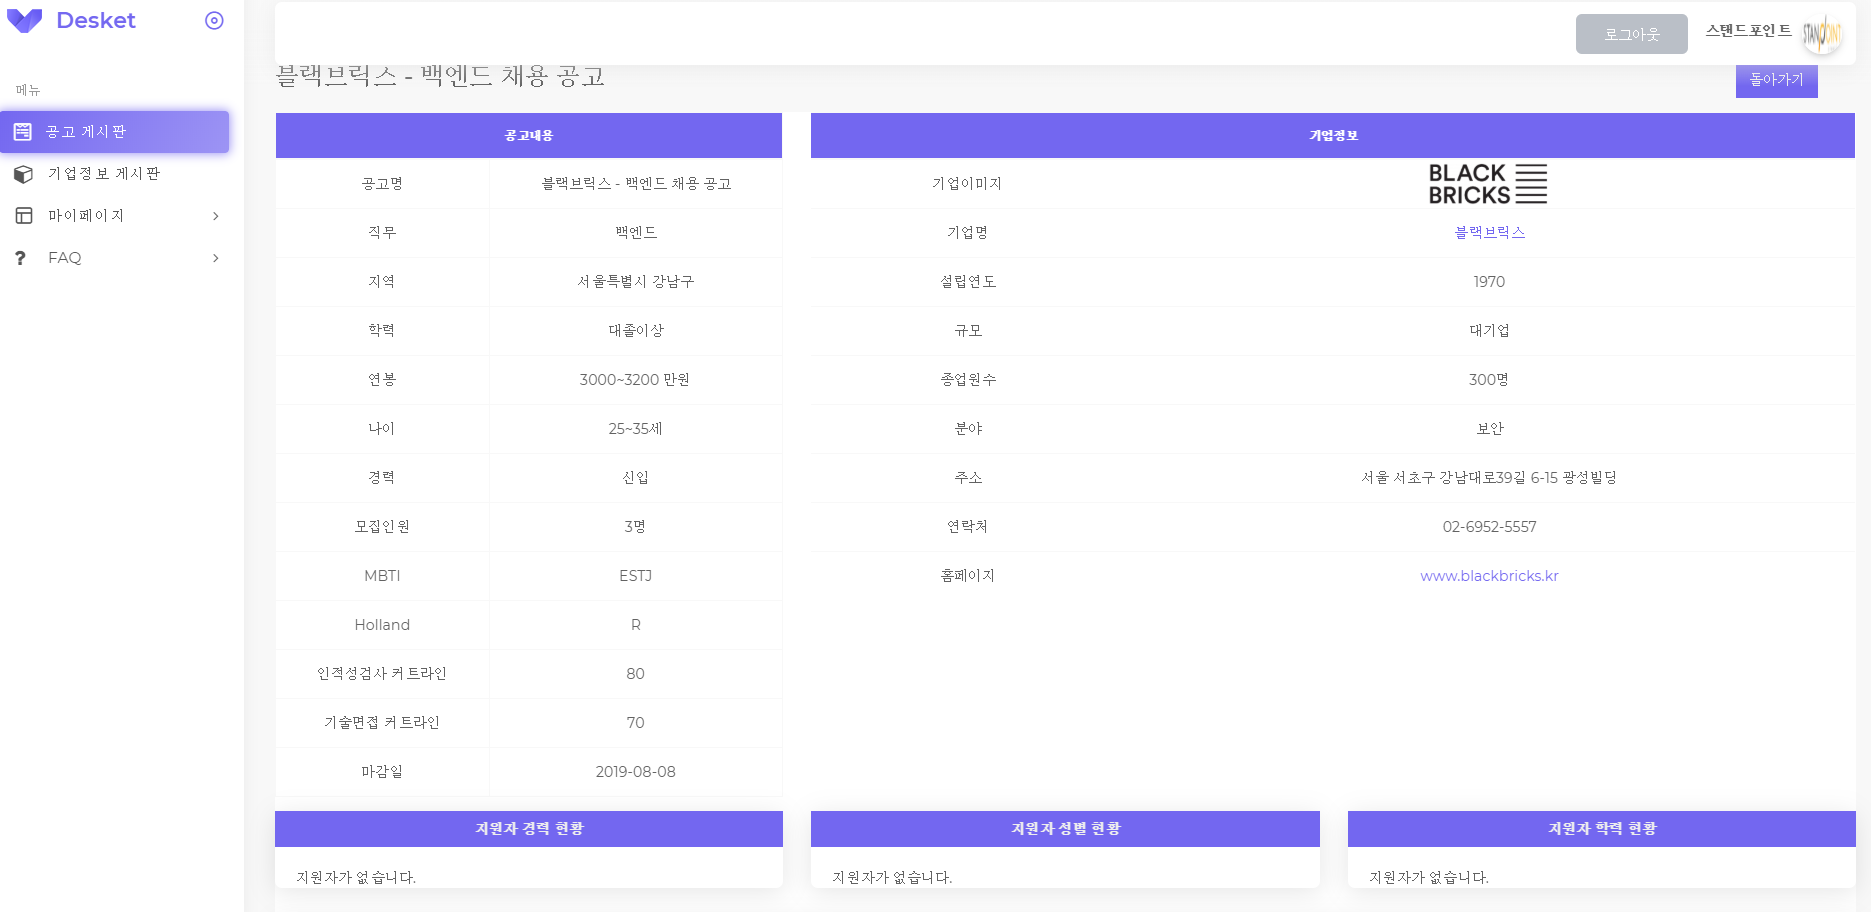 Desket
로그아웃
스탠드포인트
STANDPOINT
메뉴
공고 게시판
기업정보 게시판
마이페이지
FAQ
블랙브릭스 - 백엔드 채용 공고
돌아가기
공고내용
공고명 블랙브릭스 - 백엔드 채용 공고
직무 백엔드
지역 서울특별시 강남구
학력 대졸이상
연봉 3000~3200 만원
나이 25~35세
경력 신입
모집인원 3명
MBTI ESTJ
Holland R
인적성검사 커트라인 80
기술면접 커트라인 70
마감일 2019-08-08
기업정보
기업이미지
BLACK
BRICKS
기업명 블랙브릭스
설립연도 1970
규모 대기업
종업원수 300명
분야 보안
주소 서울 서초구 강남대로39길 6-15 광성빌딩
연락처 02-6952-5557
홈페이지 www.blackbricks.kr
지원자 경력 현황
지원자가 없습니다.
지원자 성별 현황
지원자가 없습니다.
지원자 학력 현황
지원자가 없습니다.